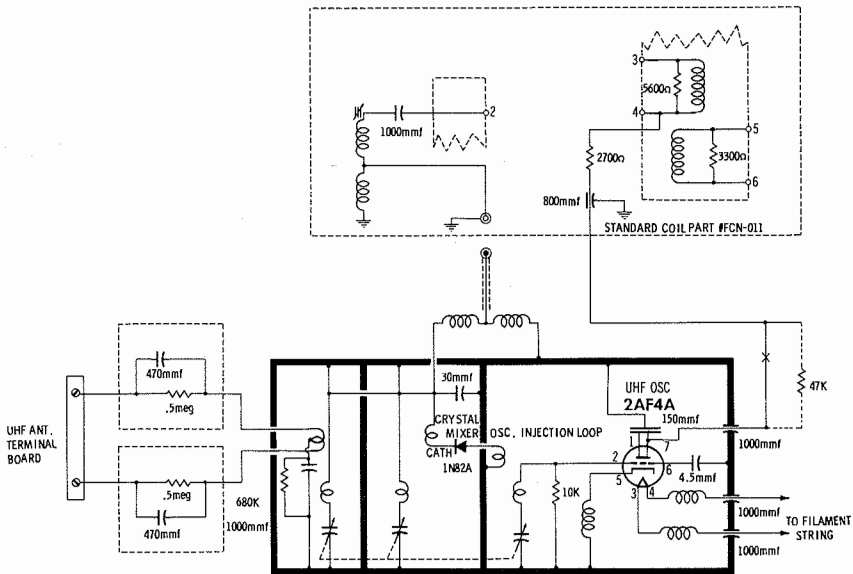 3
5600Ω
4
1000mmf
2
5
2700Ω
3300Ω
6
800mmf
STANDARD COIL PART #FCN-011
470mmf
.5meg
30mmf
UHF OSC
2AF4A
47K
150mmf
UHF ANT.
TERMINAL
BOARD
CRYSTAL
MIXER
OSC. INJECTION LOOP
1
7
1000mmf
CATH
1N82A
2
6
4.5mmf
5
.5meg
680K
10K
3
4
1000mmf
470mmf
1000mmf
TO FILAMENT
STRING
1000mmf